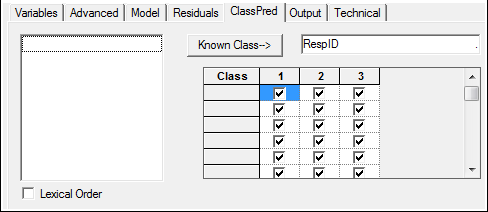 Variables Advanced Model Residuals ClassPred Output Technical
Known Class--> RespID .
Class 1 2 3
Lexical Order